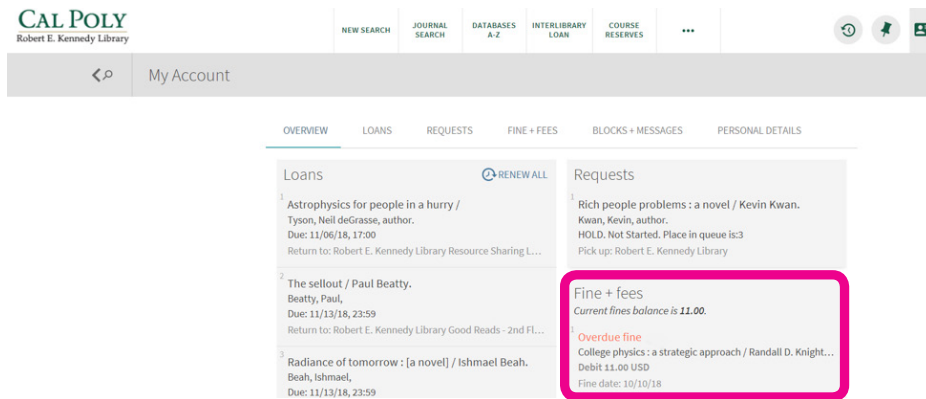 CAL POLY
Robert E. Kennedy Library
NEW SEARCH
JOURNAL
SEARCH
DATABASES
A-Z
INTERLIBRARY
LOAN
COURSE
RESERVES
...
My Account
OVERVIEW LOANS REQUESTS FINE + FEES BLOCKS + MESSAGES PERSONAL DETAILS
Loans RENEW ALL
1
Astrophysics for people in a hurry /
Tyson, Neil deGrasse, author.
Due: 11/06/18, 17:00
Return to: Robert E. Kennedy Library Resource Sharing L...
2
The sellout / Paul Beatty.
Beatty, Paul,
Due: 11/13/18, 23:59
Return to: Robert E. Kennedy Library Good Reads - 2nd Fl...
3
Radiance of tomorrow : [a novel] / Ishmael Beah.
Beah, Ishmael,
Due: 11/13/18, 23:59
Requests
1
Rich people problems : a novel / Kevin Kwan.
Kwan, Kevin, author.
HOLD. Not Started. Place in queue is:3
Pick up: Robert E. Kennedy Library
Fine + fees
Current fines balance is 11.00.
1
Overdue fine
College physics : a strategic approach / Randall D. Knight...
Debit 11.00 USD
Fine date: 10/10/18